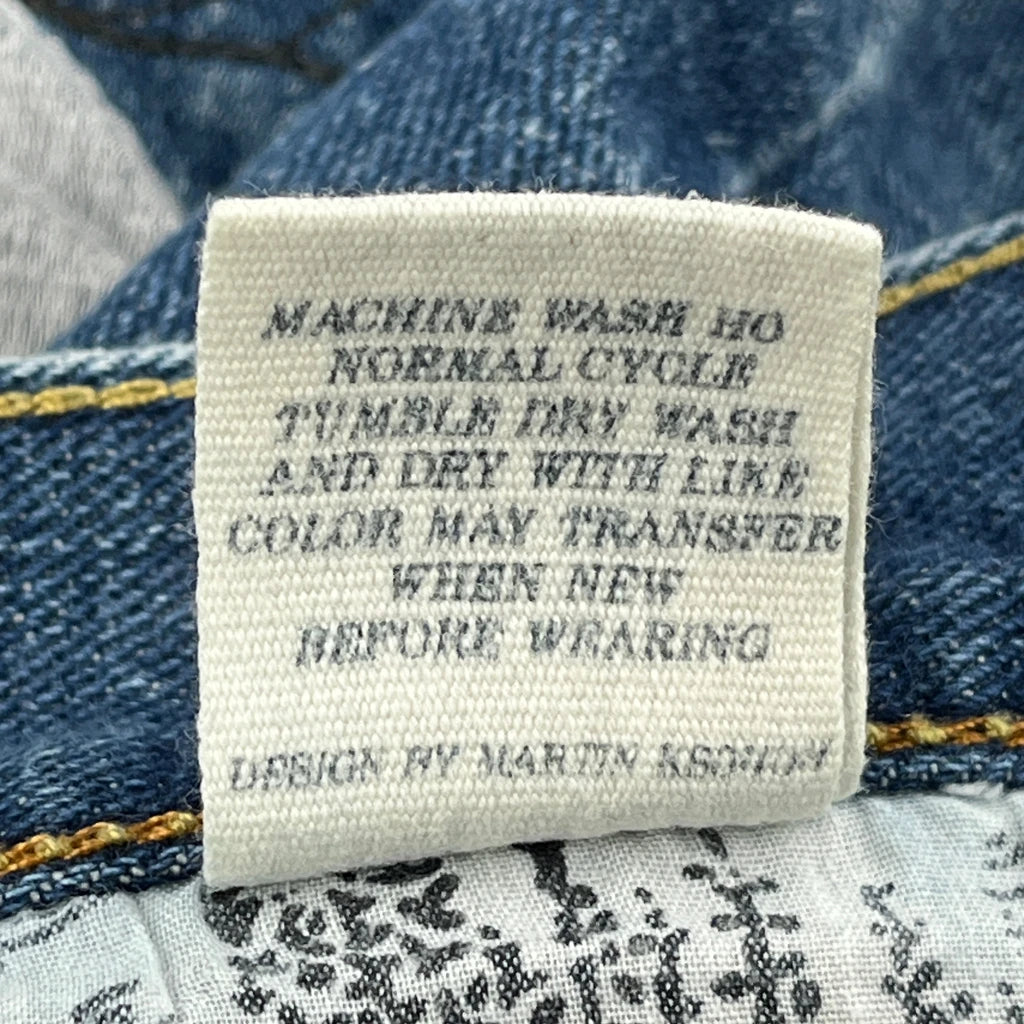 MACHINE WASH HO
NORMAL CYCLE
TUMBLE DRY WASH
AND DRY WITH LIKE
COLOR MAY TRANSFER
WHEN NEW
BEFORE WEARING
DESIGN BY MARTIN